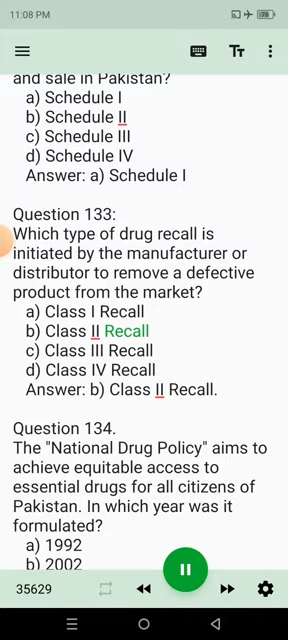 11:08 PM
78
and sale in Pakistan?
a) Schedule I
b) Schedule II
c) Schedule III
d) Schedule IV
Answer: a) Schedule I
Question 133:
Which type of drug recall is
initiated by the manufacturer or
distributor to remove a defective
product from the market?
a) Class I Recall
b) Class II Recall
c) Class III Recall
d) Class IV Recall
Answer: b) Class II Recall.
Question 134.
The "National Drug Policy" aims to
achieve equitable access to
essential drugs for all citizens of
Pakistan. In which year was it
formulated?
a) 1992
b) 2002
35629